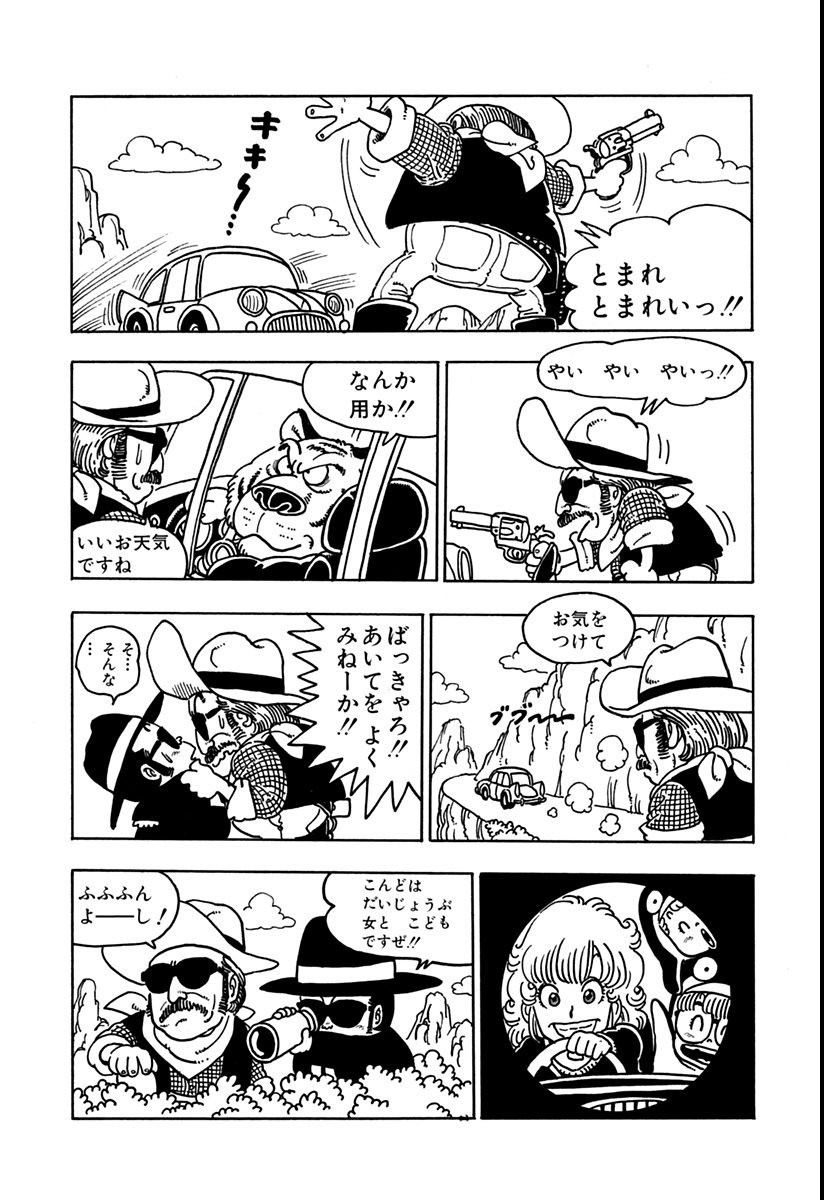 キキ〜…
とまれ
とまれいっ!!
やい やい やいっ!!
なんか
用か!!
いいお天気
ですね
お気を
つけて
ブブ〜〜
ばっきゃろ!!
あいてを よく
みねーか!!
そ…
そんな
…
こんどは
だいじょうぶ
女と こども
ですぜ!!
ふふふん
よ――し!